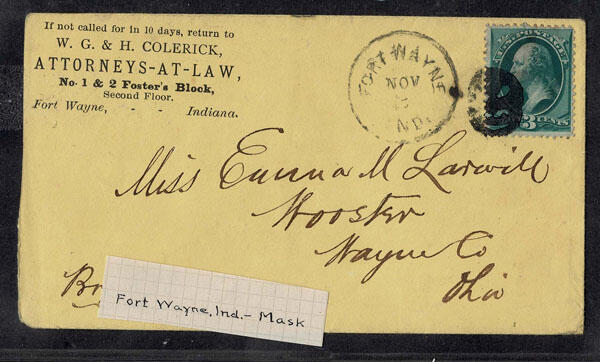 If not called for in 10 days, return to
W. G. & H. COLERICK,
ATTORNEYS-AT-LAW,
No. 1 & 2 Foster's Block,
Second Floor.
Fort Wayne, - - Indiana.
FORT WAYNE
NOV
IND.
U.S. POSTAGE
3 CENTS
Miss Emma M Larwill
Wooster
Wayne Co
Ohio
Fort Wayne, Ind. - Mask